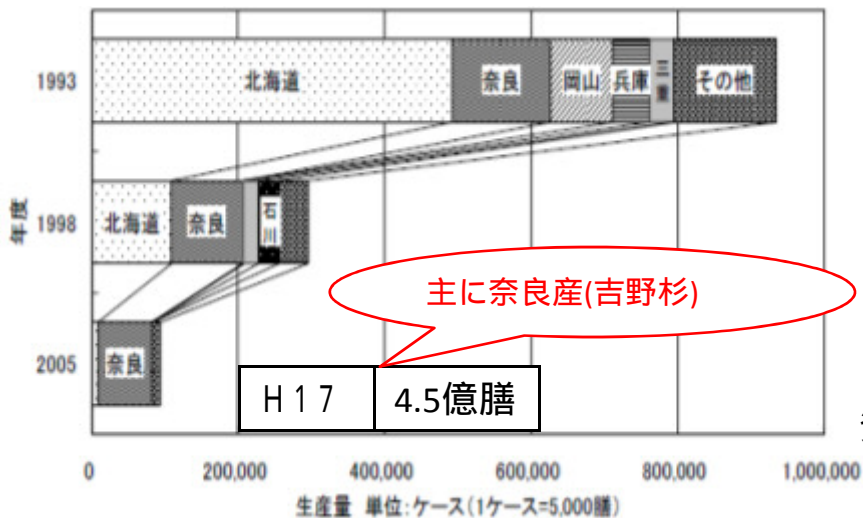 1993
北海道
奈良
岡山
兵庫
三重
その他
年度
1998
北海道
奈良
石川
主に奈良産(吉野杉)
2005
奈良
Ｈ１７
4.5億膳
0
200,000
400,000
600,000
800,000
1,000,000
生産量 単位:ケース(1ケース=5,000膳)